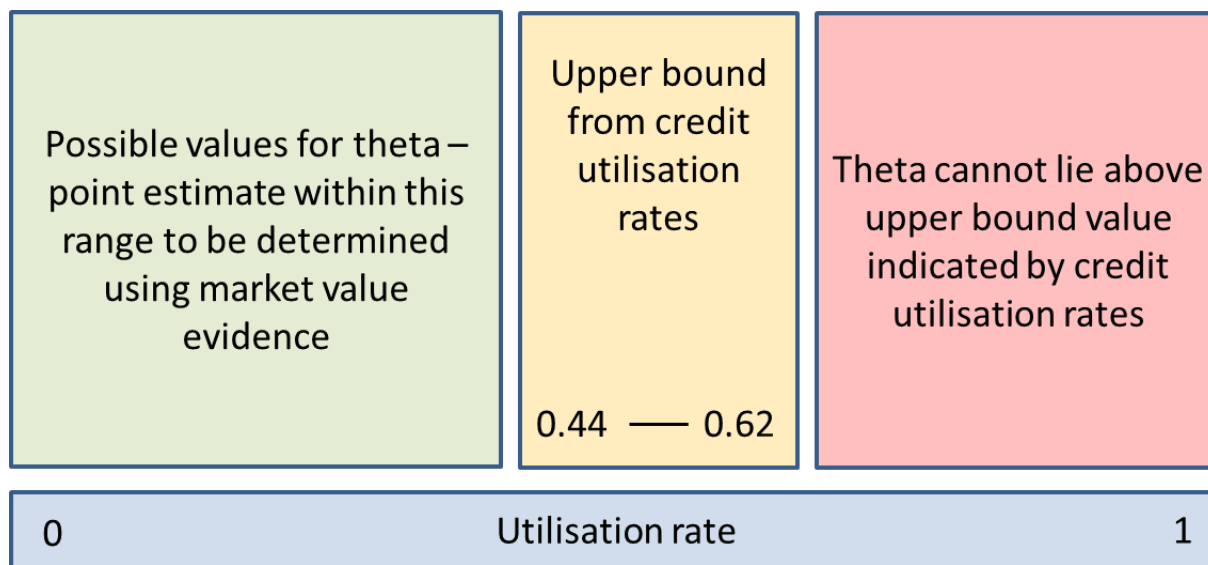 Possible values for theta –
point estimate within this
range to be determined
using market value
evidence
Upper bound
from credit
utilisation
rates
0.44 — 0.62
Theta cannot lie above
upper bound value
indicated by credit
utilisation rates
0 Utilisation rate 1